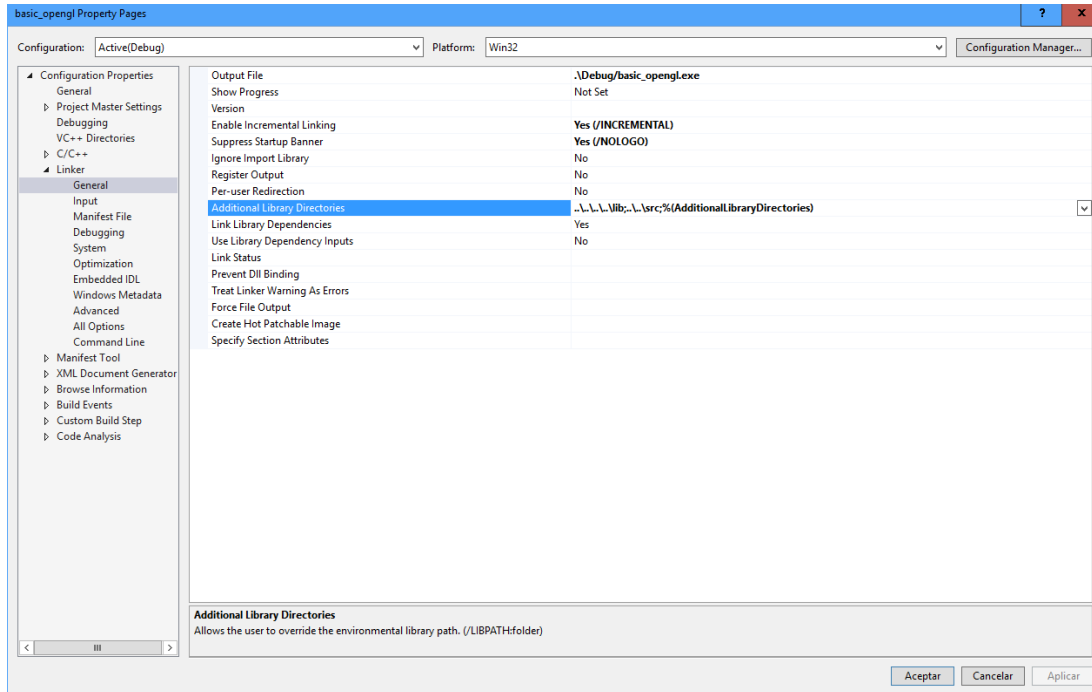 basic_opengl Property Pages
? x
Configuration: Active(Debug) Platform: Win32 Configuration Manager...
Configuration Properties
General
Project Master Settings
Debugging
VC++ Directories
C/C++
Linker
General
Input
Manifest File
Debugging
System
Optimization
Embedded IDL
Windows Metadata
Advanced
All Options
Command Line
Manifest Tool
XML Document Generator
Browse Information
Build Events
Custom Build Step
Code Analysis
Output File .\Debug/basic_opengl.exe
Show Progress Not Set
Version
Enable Incremental Linking Yes (/INCREMENTAL)
Suppress Startup Banner Yes (/NOLOGO)
Ignore Import Library No
Register Output No
Per-user Redirection No
Additional Library Directories ..\..\..\..\lib;..\..\src;%(AdditionalLibraryDirectories)
Link Library Dependencies Yes
Use Library Dependency Inputs No
Link Status
Prevent Dll Binding
Treat Linker Warning As Errors
Force File Output
Create Hot Patchable Image
Specify Section Attributes
Additional Library Directories
Allows the user to override the environmental library path. (/LIBPATH:folder)
Aceptar Cancelar Aplicar